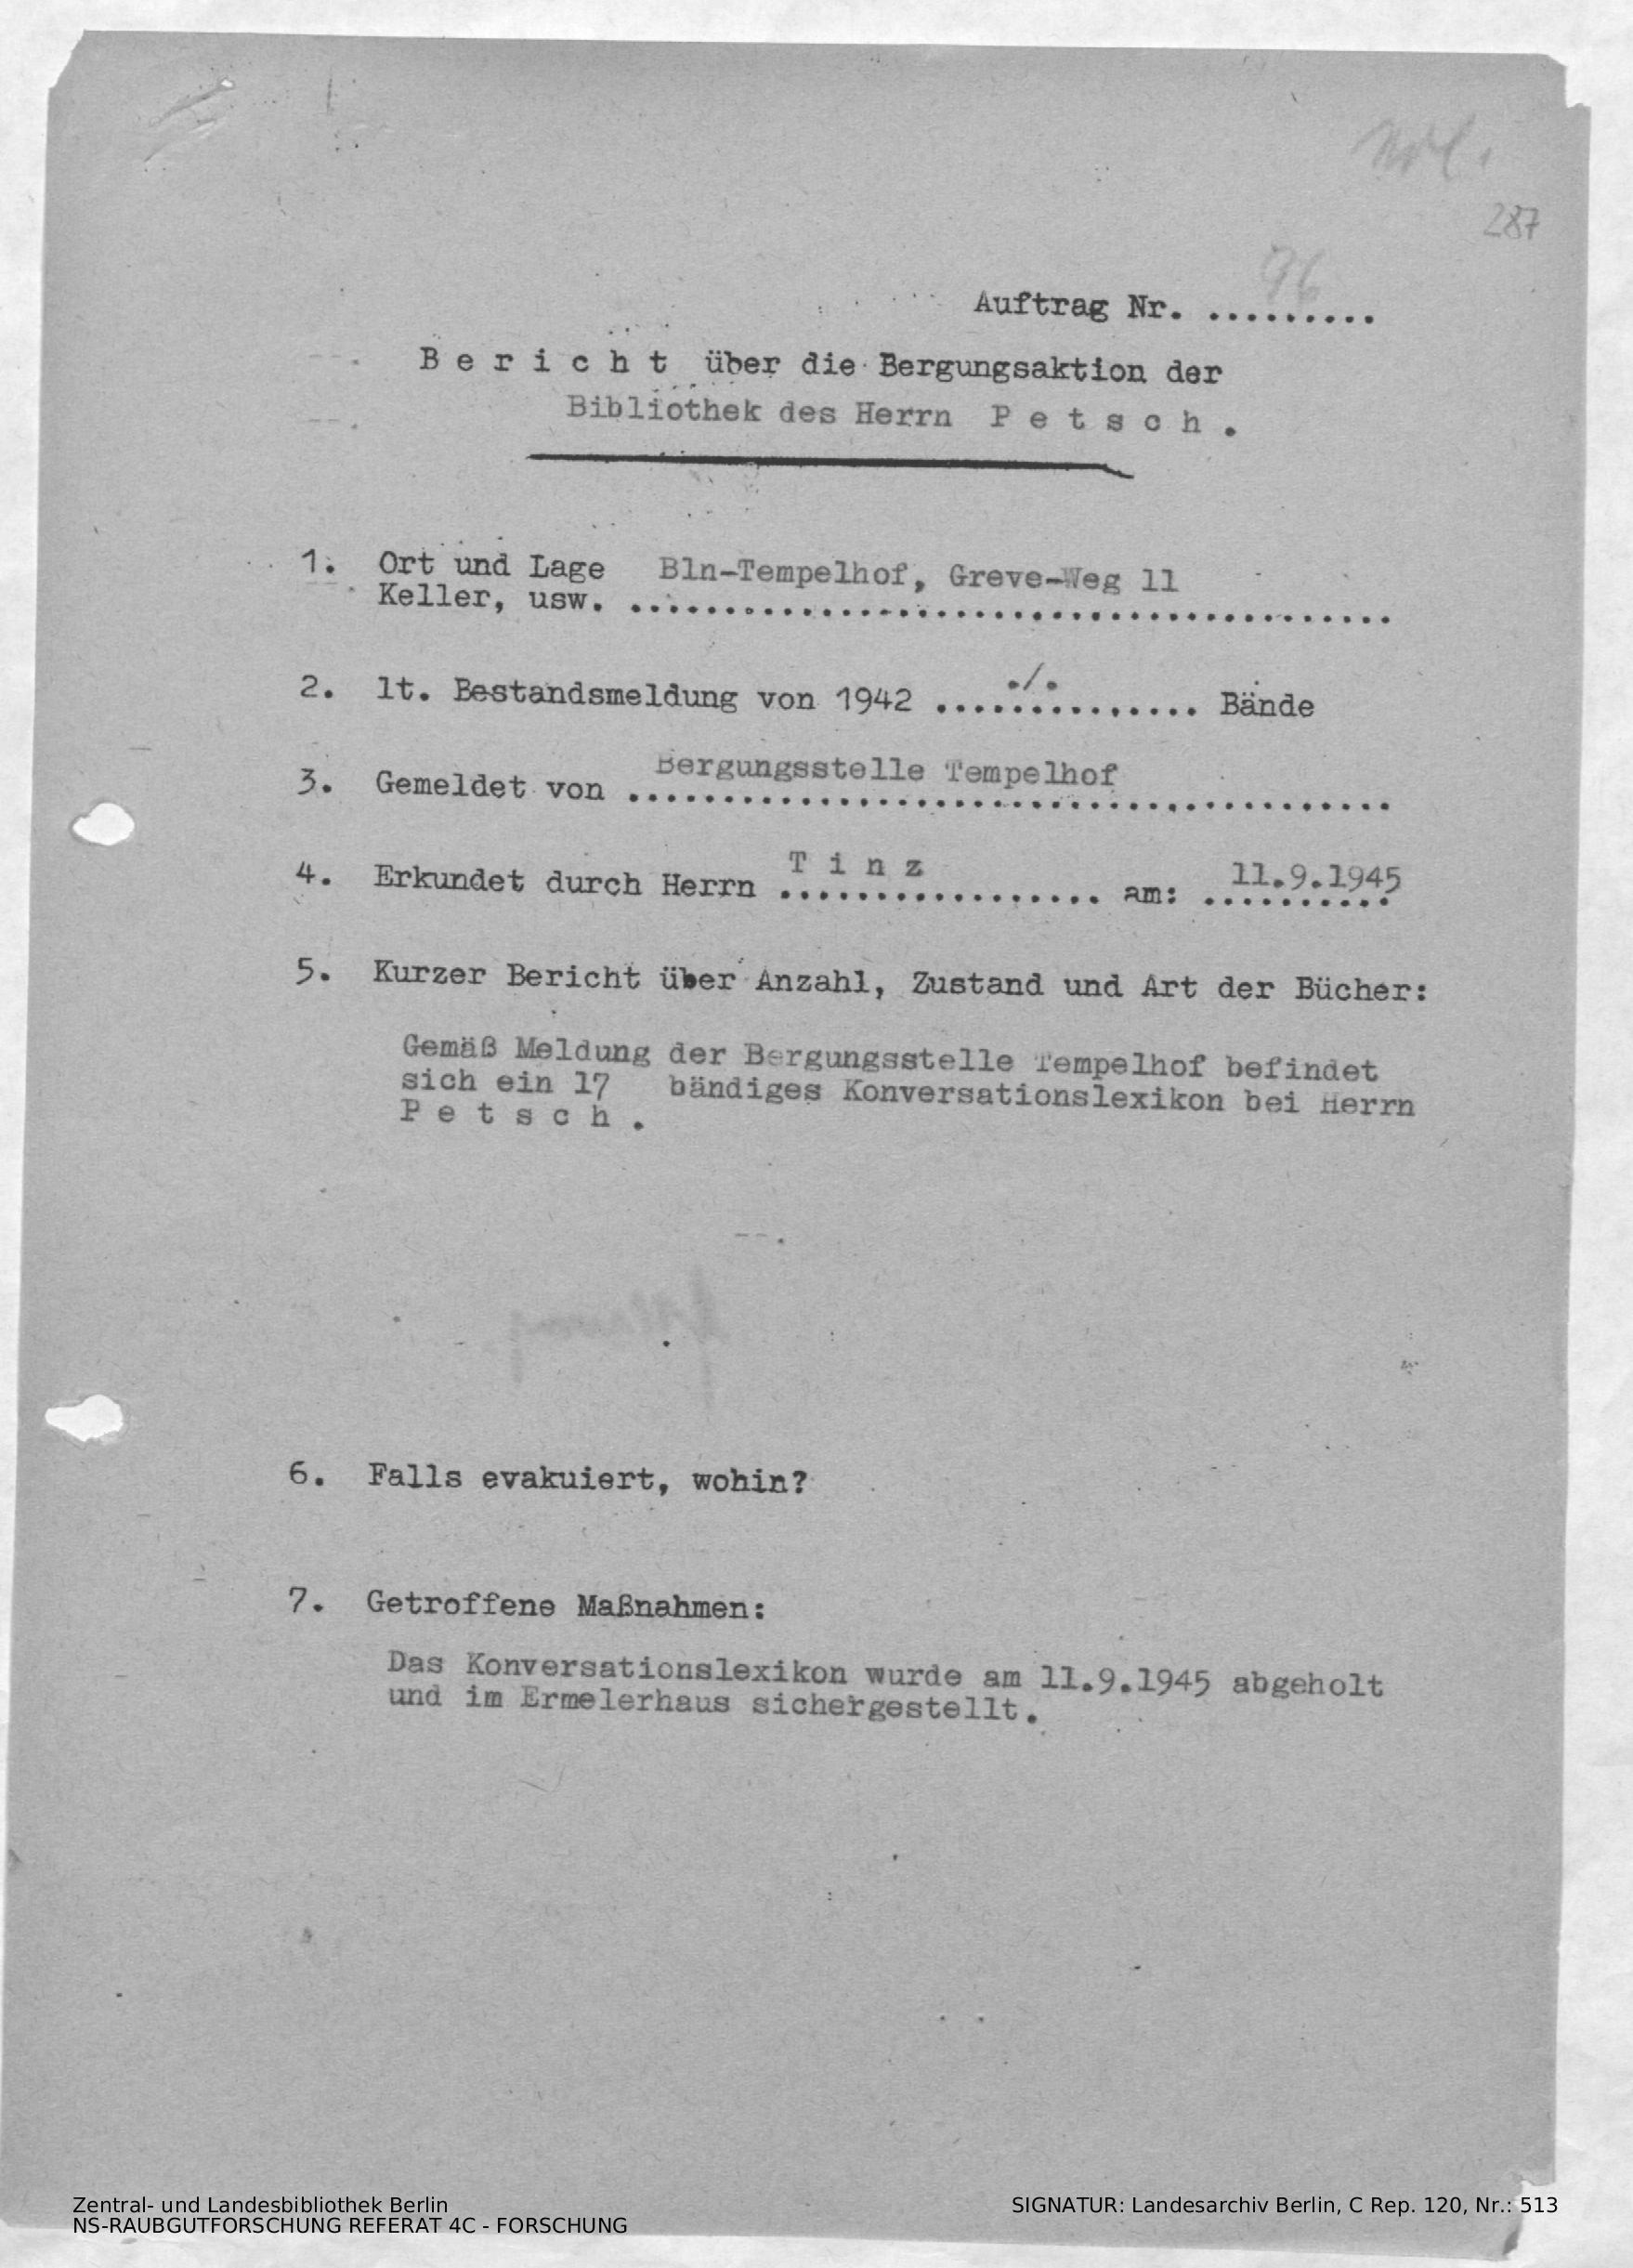 287
96
Auftrag Nr. .........
B e r i c h t über die Bergungsaktion der
Bibliothek des Herrn P e t s c h .
1. Ort und Lage Bln-Tempelhof, Greve-Weg 11
Keller, usw. ........................................
2. lt. Bestandsmeldung von 1942 ...../........ Bände
3. Gemeldet von Bergungsstelle Tempelhof
4. Erkundet durch Herrn T i n z am: 11.9.1945
5. Kurzer Bericht über Anzahl, Zustand und Art der Bücher:
Gemäß Meldung der Bergungsstelle Tempelhof befindet
sich ein 17 bändiges Konversationslexikon bei Herrn
P e t s c h .
6. Falls evakuiert, wohin?
7. Getroffene Maßnahmen:
Das Konversationslexikon wurde am 11.9.1945 abgeholt
und im Ermelerhaus sichergestellt.
Zentral- und Landesbibliothek Berlin
NS-RAUBGUTFORSCHUNG REFERAT 4C - FORSCHUNG
SIGNATUR: Landesarchiv Berlin, C Rep. 120, Nr.: 513